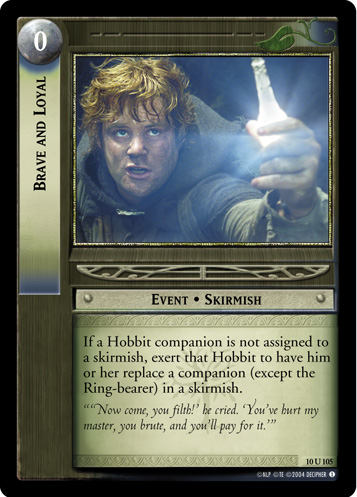 0
Brave and Loyal
Event • Skirmish
If a Hobbit companion is not assigned to
a skirmish, exert that Hobbit to have him
or her replace a companion (except the
Ring-bearer) in a skirmish.
“‘Now come, you filth!’ he cried. ‘You’ve hurt my
master, you brute, and you’ll pay for it.’”
10 U 105
©NLP ©TE ©2004 DECIPHER